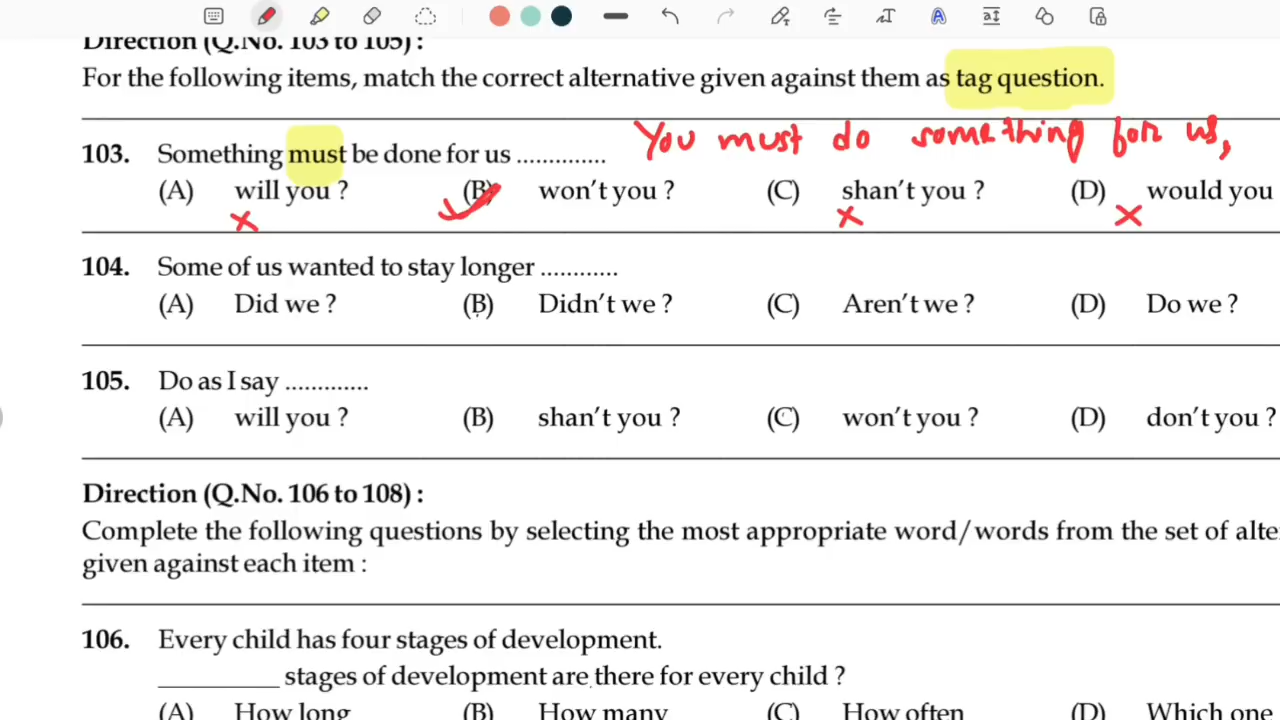 Direction (Q.No. 103 to 105) :
For the following items, match the correct alternative given against them as tag question.
You must do something for us,
103. Something must be done for us ..............
(A) will you ? (B) won't you ? (C) shan't you ? (D) would you
104. Some of us wanted to stay longer ............
(A) Did we ? (B) Didn't we ? (C) Aren't we ? (D) Do we ?
105. Do as I say .............
(A) will you ? (B) shan't you ? (C) won't you ? (D) don't you ?
Direction (Q.No. 106 to 108) :
Complete the following questions by selecting the most appropriate word/words from the set of alte
given against each item :
106. Every child has four stages of development.
_________ stages of development are there for every child ?
(A) How long (B) How many (C) How often (D) Which one